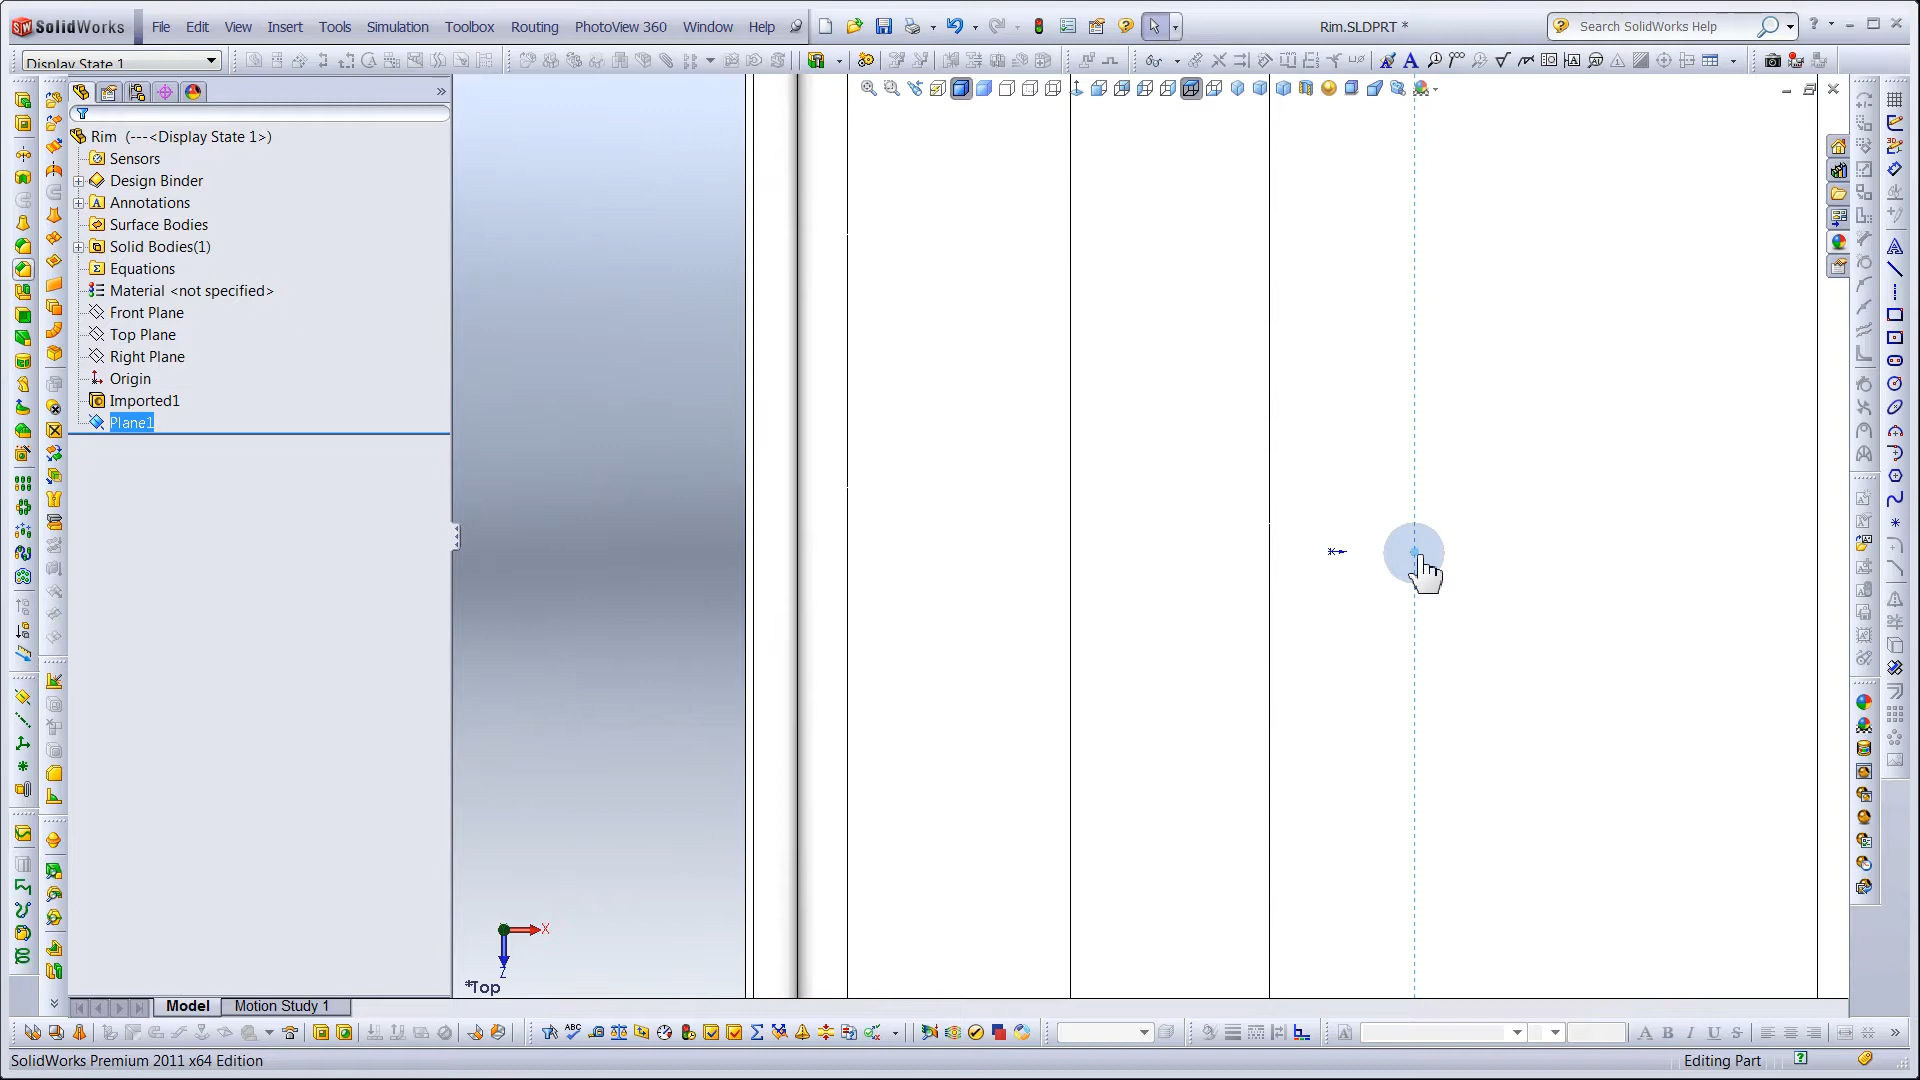 SolidWorks File Edit View Insert Tools Simulation Toolbox Routing PhotoView 360 Window Help Rim.SLDPRT * Search SolidWorks Help
Display State 1
Rim (---<Display State 1>)
Sensors
Design Binder
Annotations
Surface Bodies
Solid Bodies(1)
Equations
Material <not specified>
Front Plane
Top Plane
Right Plane
Origin
Imported1
Plane1
X
Z
*Top
Model Motion Study 1
SolidWorks Premium 2011 x64 Edition Editing Part